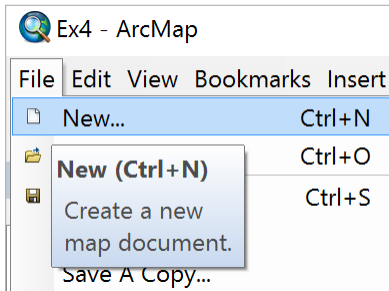 Ex4 - ArcMap
File Edit View Bookmarks Insert
New... Ctrl+N
Ctrl+O
New (Ctrl+N)
Create a new
map document.
Ctrl+S
Save A Copy...